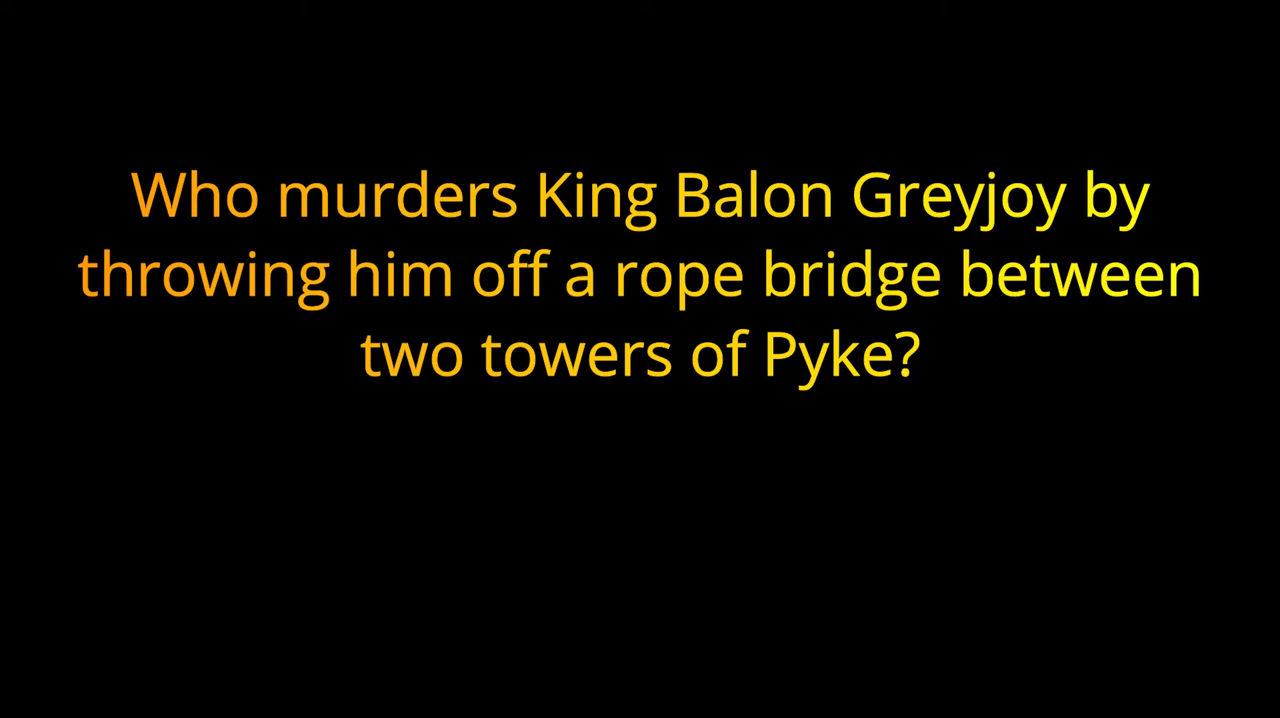 Who murders King Balon Greyjoy by
throwing him off a rope bridge between
two towers of Pyke?